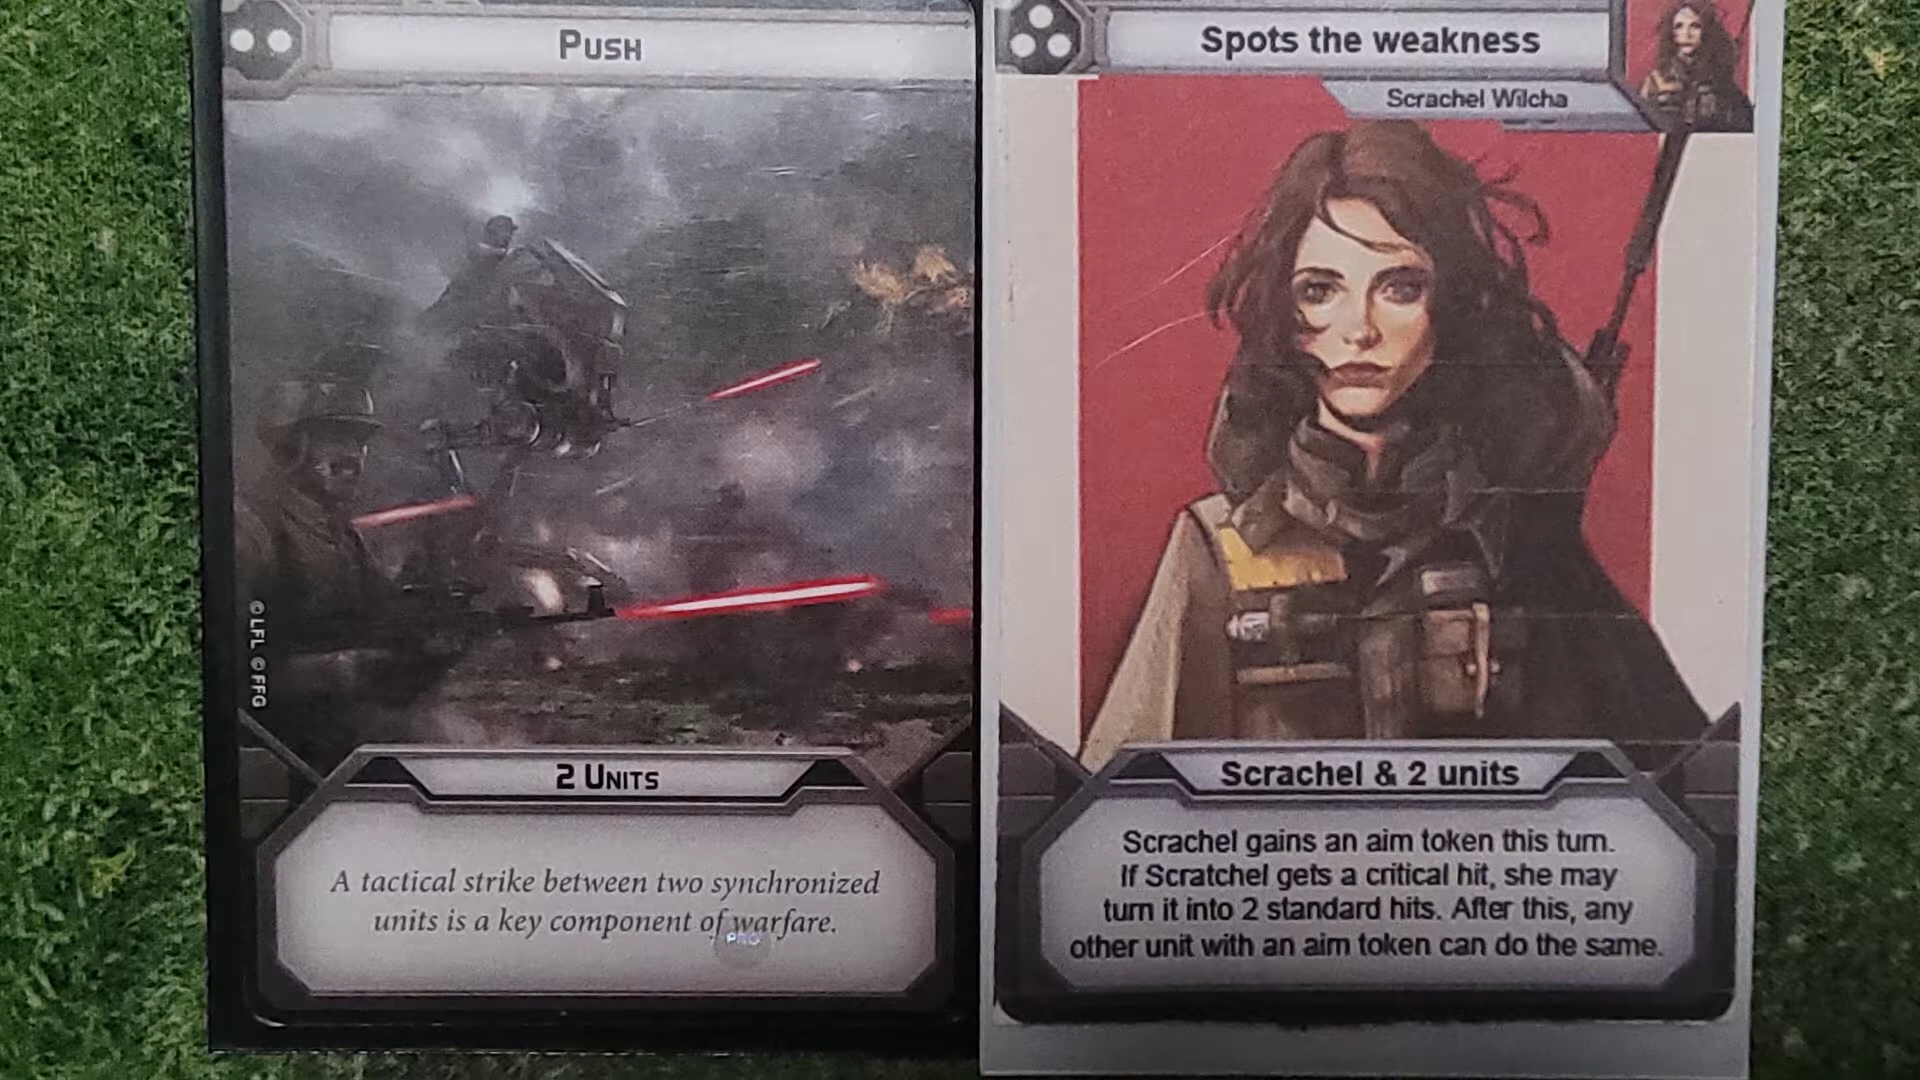 Push
©LFL ©FFG
2 Units
A tactical strike between two synchronized
units is a key component of warfare.
PRO
Spots the weakness
Scrachel Wilcha
Scrachel & 2 units
Scrachel gains an aim token this turn.
If Scratchel gets a critical hit, she may
turn it into 2 standard hits. After this, any
other unit with an aim token can do the same.